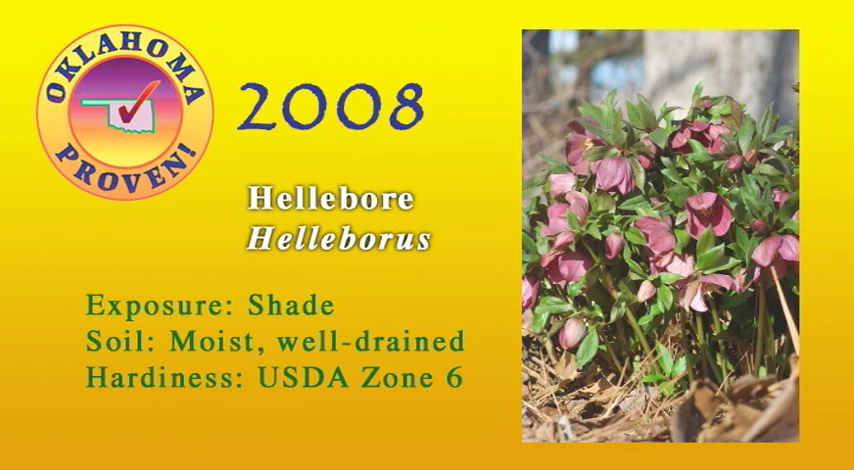 OKLAHOMA
PROVEN!
2008
Hellebore
Helleborus
Exposure: Shade
Soil: Moist, well-drained
Hardiness: USDA Zone 6